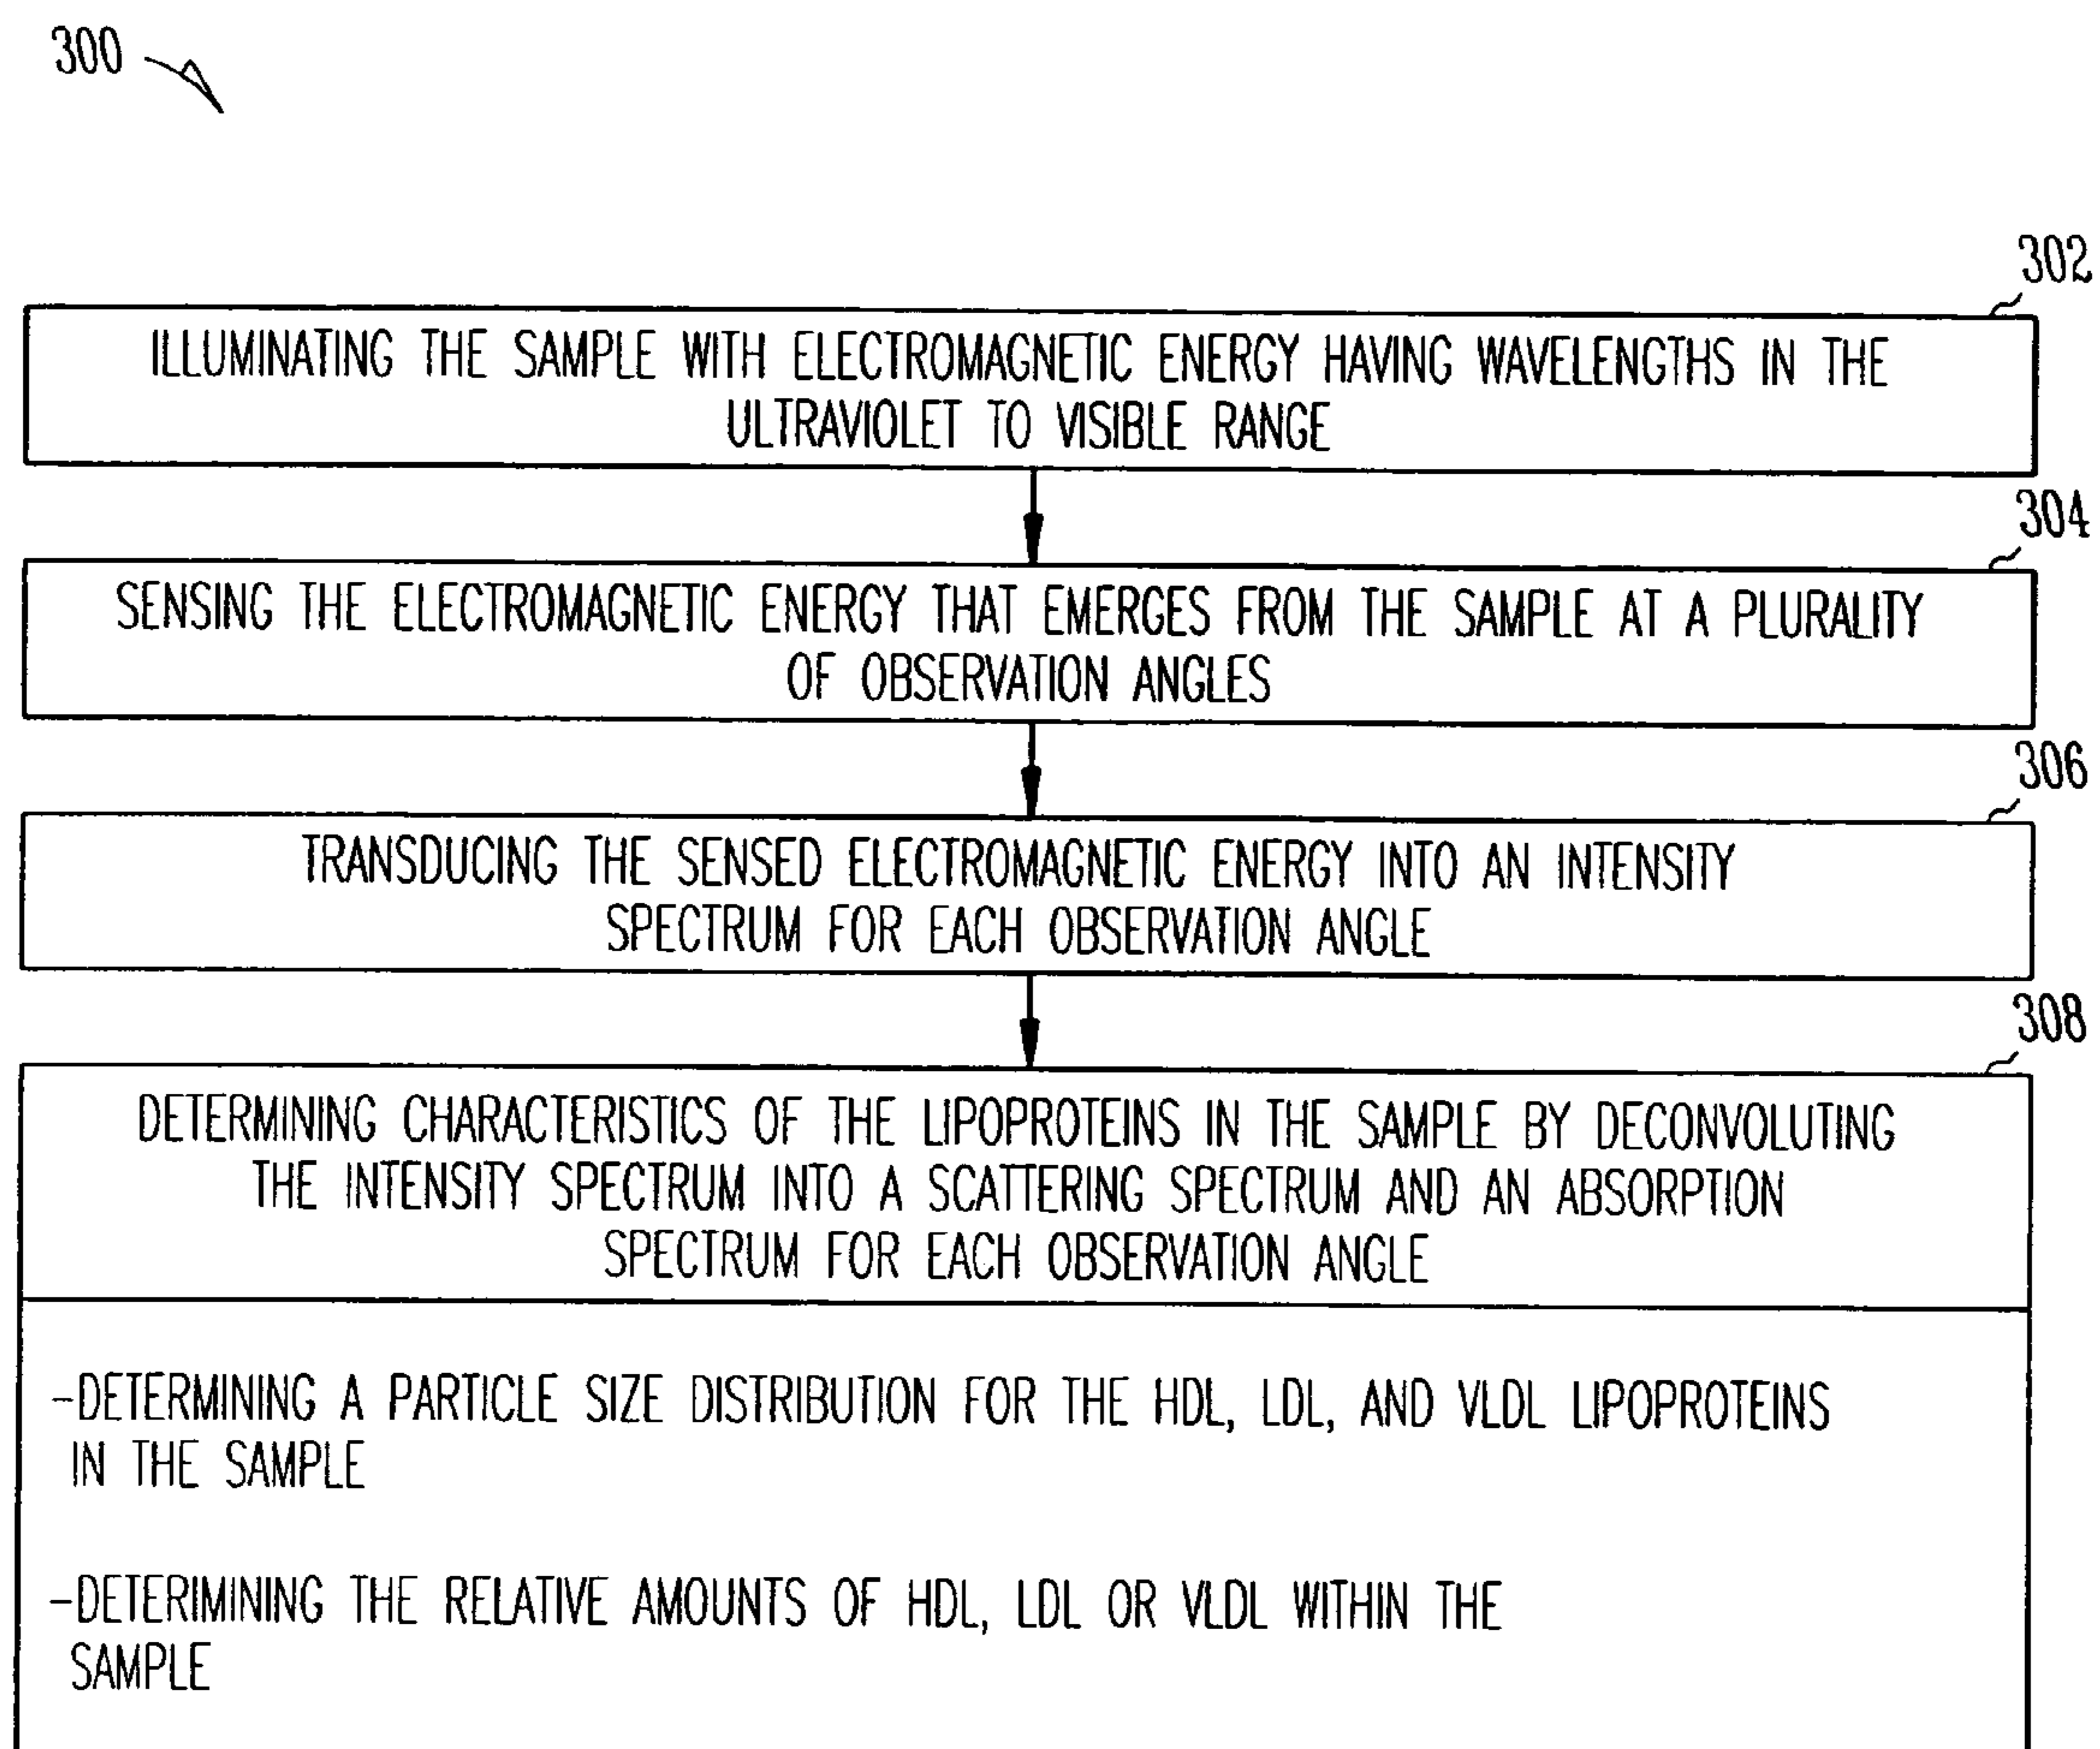 300
302
ILLUMINATING THE SAMPLE WITH ELECTROMAGNETIC ENERGY HAVING WAVELENGTHS IN THE
ULTRAVIOLET TO VISIBLE RANGE
304
SENSING THE ELECTROMAGNETIC ENERGY THAT EMERGES FROM THE SAMPLE AT A PLURALITY
OF OBSERVATION ANGLES
306
TRANSDUCING THE SENSED ELECTROMAGNETIC ENERGY INTO AN INTENSITY
SPECTRUM FOR EACH OBSERVATION ANGLE
308
DETERMINING CHARACTERISTICS OF THE LIPOPROTEINS IN THE SAMPLE BY DECONVOLUTING
THE INTENSITY SPECTRUM INTO A SCATTERING SPECTRUM AND AN ABSORPTION
SPECTRUM FOR EACH OBSERVATION ANGLE
-DETERMINING A PARTICLE SIZE DISTRIBUTION FOR THE HDL, LDL, AND VLDL LIPOPROTEINS
IN THE SAMPLE
-DETERIMINING THE RELATIVE AMOUNTS OF HDL, LDL OR VLDL WITHIN THE
SAMPLE